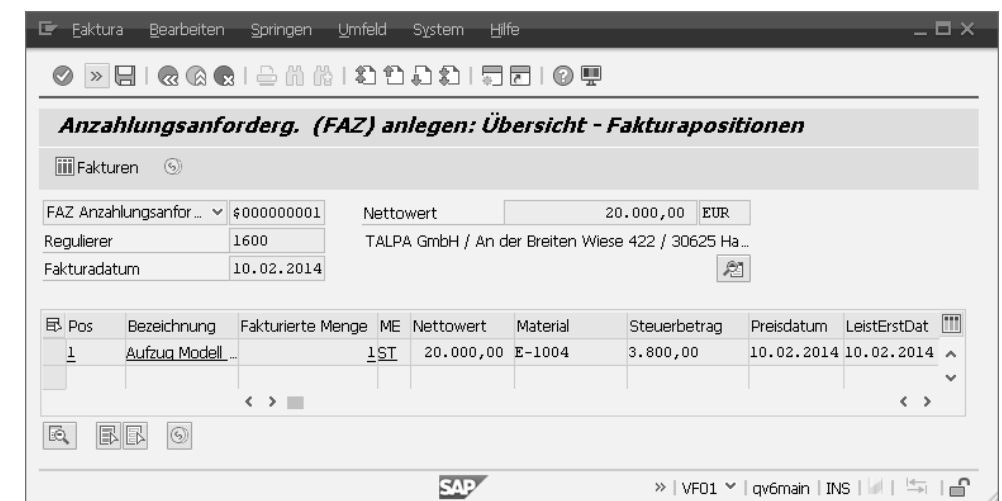 Faktura Bearbeiten Springen Umfeld System Hilfe
Anzahlungsanforderg. (FAZ) anlegen: Übersicht - Fakturapositionen
Fakturen
FAZ Anzahlungsanfor… $000000001 Nettowert 20.000,00 EUR
Regulierer 1600 TALPA GmbH / An der Breiten Wiese 422 / 30625 Ha…
Fakturadatum 10.02.2014
Pos Bezeichnung Fakturierte Menge ME Nettowert Material Steuerbetrag Preisdatum LeistErstDat
1 Aufzug Modell … 1 ST 20.000,00 E-1004 3.800,00 10.02.2014 10.02.2014
SAP » | VF01 | qv6main | INS